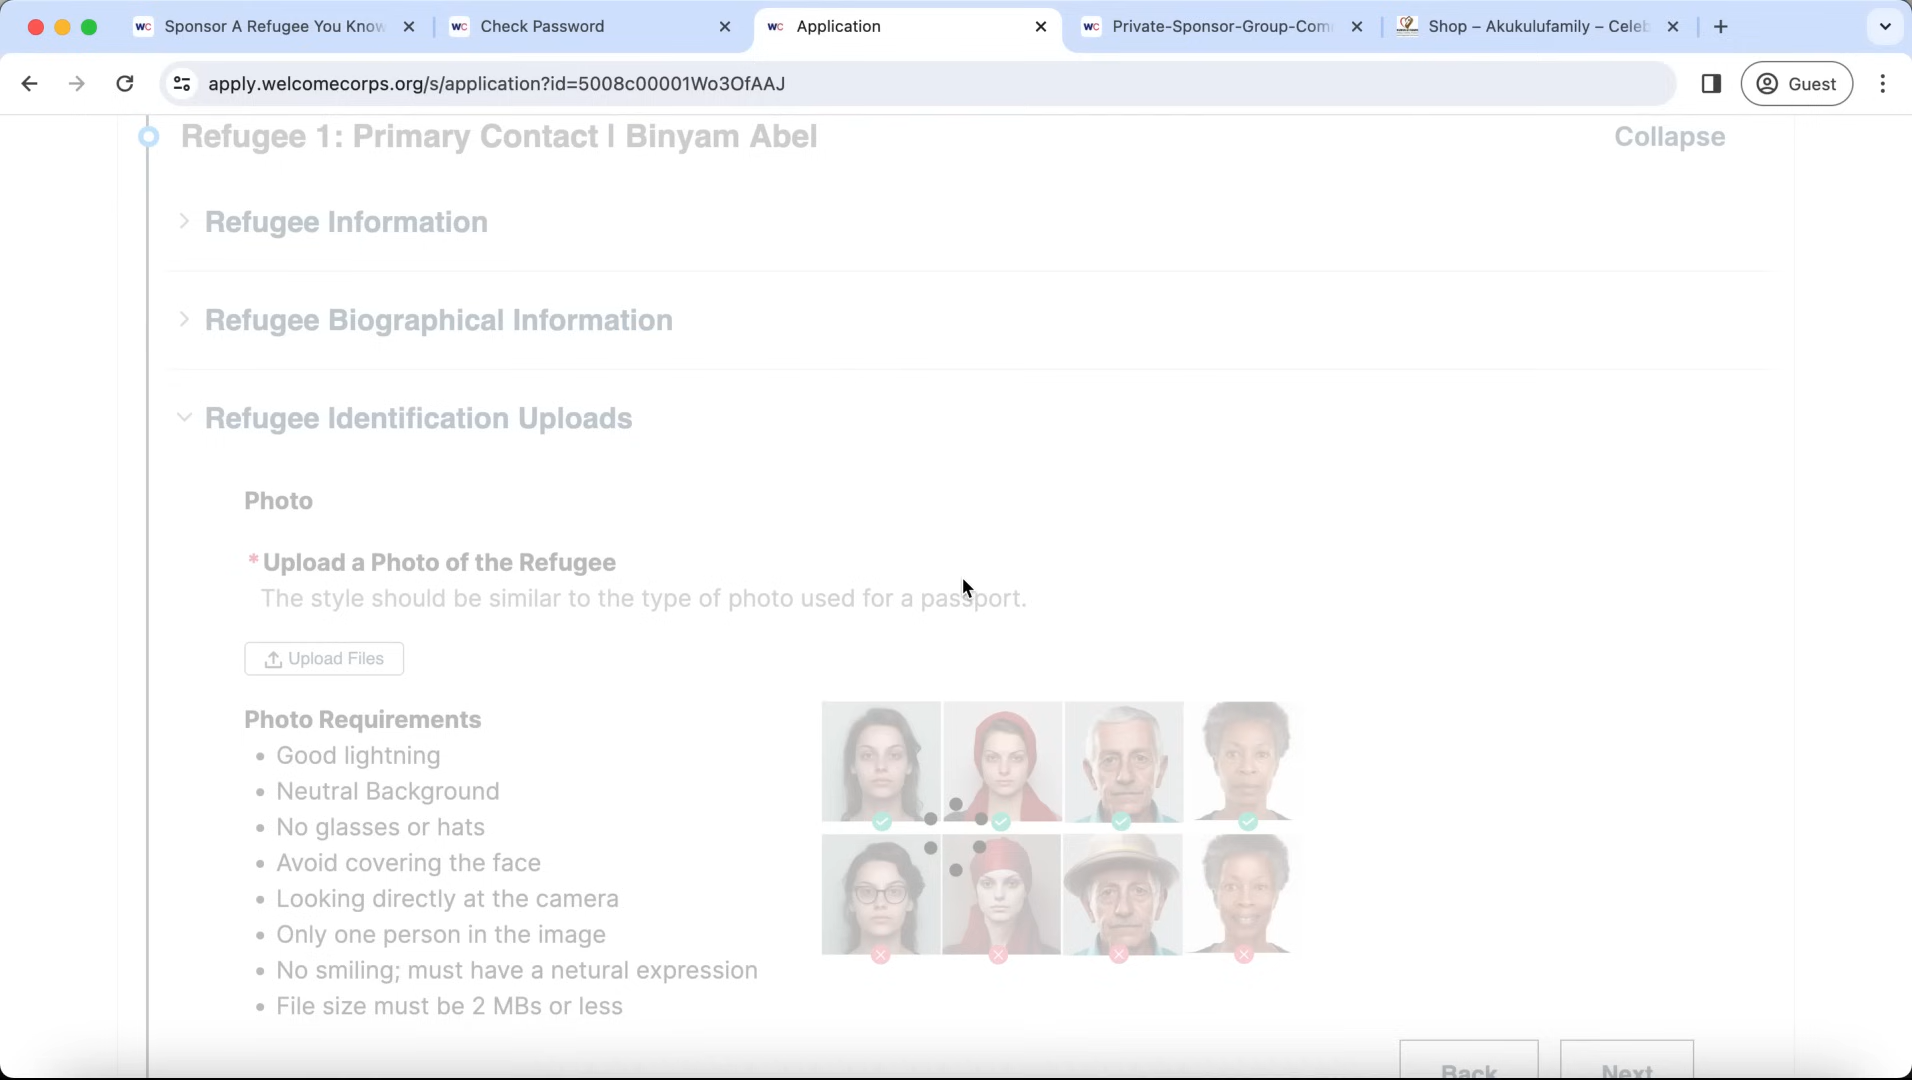 Sponsor A Refugee You Know
Check Password
Application
Private-Sponsor-Group-Com
Shop – Akukulufamily – Celeb
apply.welcomecorps.org/s/application?id=5008c00001Wo3OfAAJ
Guest
Refugee 1: Primary Contact | Binyam Abel
Collapse
Refugee Information
Refugee Biographical Information
Refugee Identification Uploads
Photo
*Upload a Photo of the Refugee
The style should be similar to the type of photo used for a passport.
Upload Files
Photo Requirements
• Good lightning
• Neutral Background
• No glasses or hats
• Avoid covering the face
• Looking directly at the camera
• Only one person in the image
• No smiling; must have a netural expression
• File size must be 2 MBs or less
Back
Next